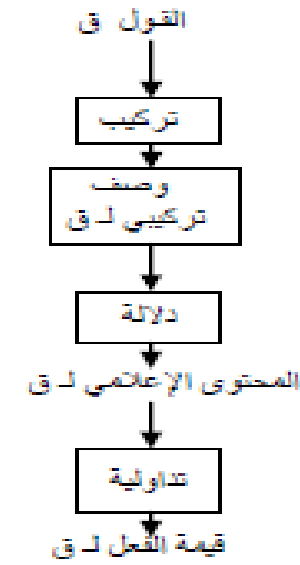 القول ق
تركيب
وصف
تركيبي لـ ق
دلالة
المحتوى الإعلامي لـ ق
تداولية
قيمة الفعل لـ ق